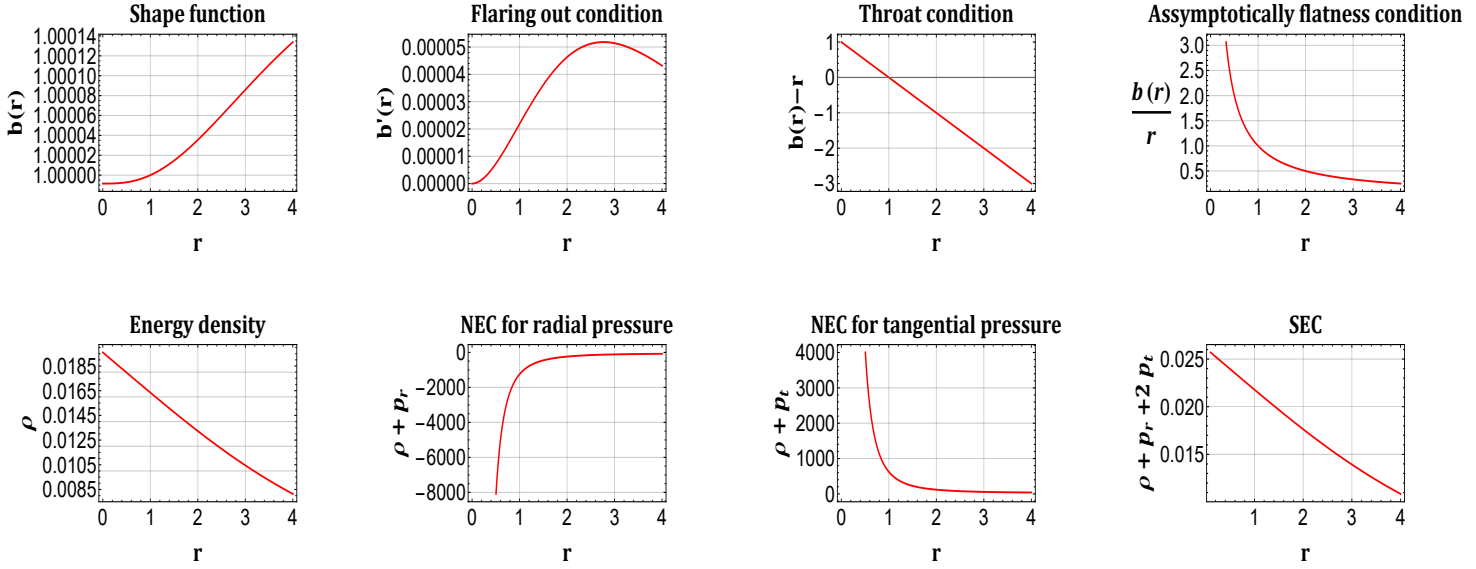 Shape function
1.00014
1.00012
1.00010
1.00008
1.00006
1.00004
1.00002
1.00000
b(r)
0 1 2 3 4
r
Flaring out condition
0.00005
0.00004
0.00003
0.00002
0.00001
0.00000
b'(r)
0 1 2 3 4
r
Throat condition
1
0
−1
−2
−3
b(r)−r
0 1 2 3 4
r
Assymptotically flatness condition
3.0
2.5
2.0
1.5
1.0
0.5
b(r)
r
0 1 2 3 4
r
Energy density
0.0185
0.0165
0.0145
0.0125
0.0105
0.0085
ρ
0 1 2 3 4
r
NEC for radial pressure
0
−2000
−4000
−6000
−8000
ρ + pᵣ
0 1 2 3 4
r
NEC for tangential pressure
4000
3000
2000
1000
0
ρ + pₜ
0 1 2 3 4
r
SEC
0.025
0.020
0.015
ρ + pᵣ +2 pₜ
1 2 3 4
r